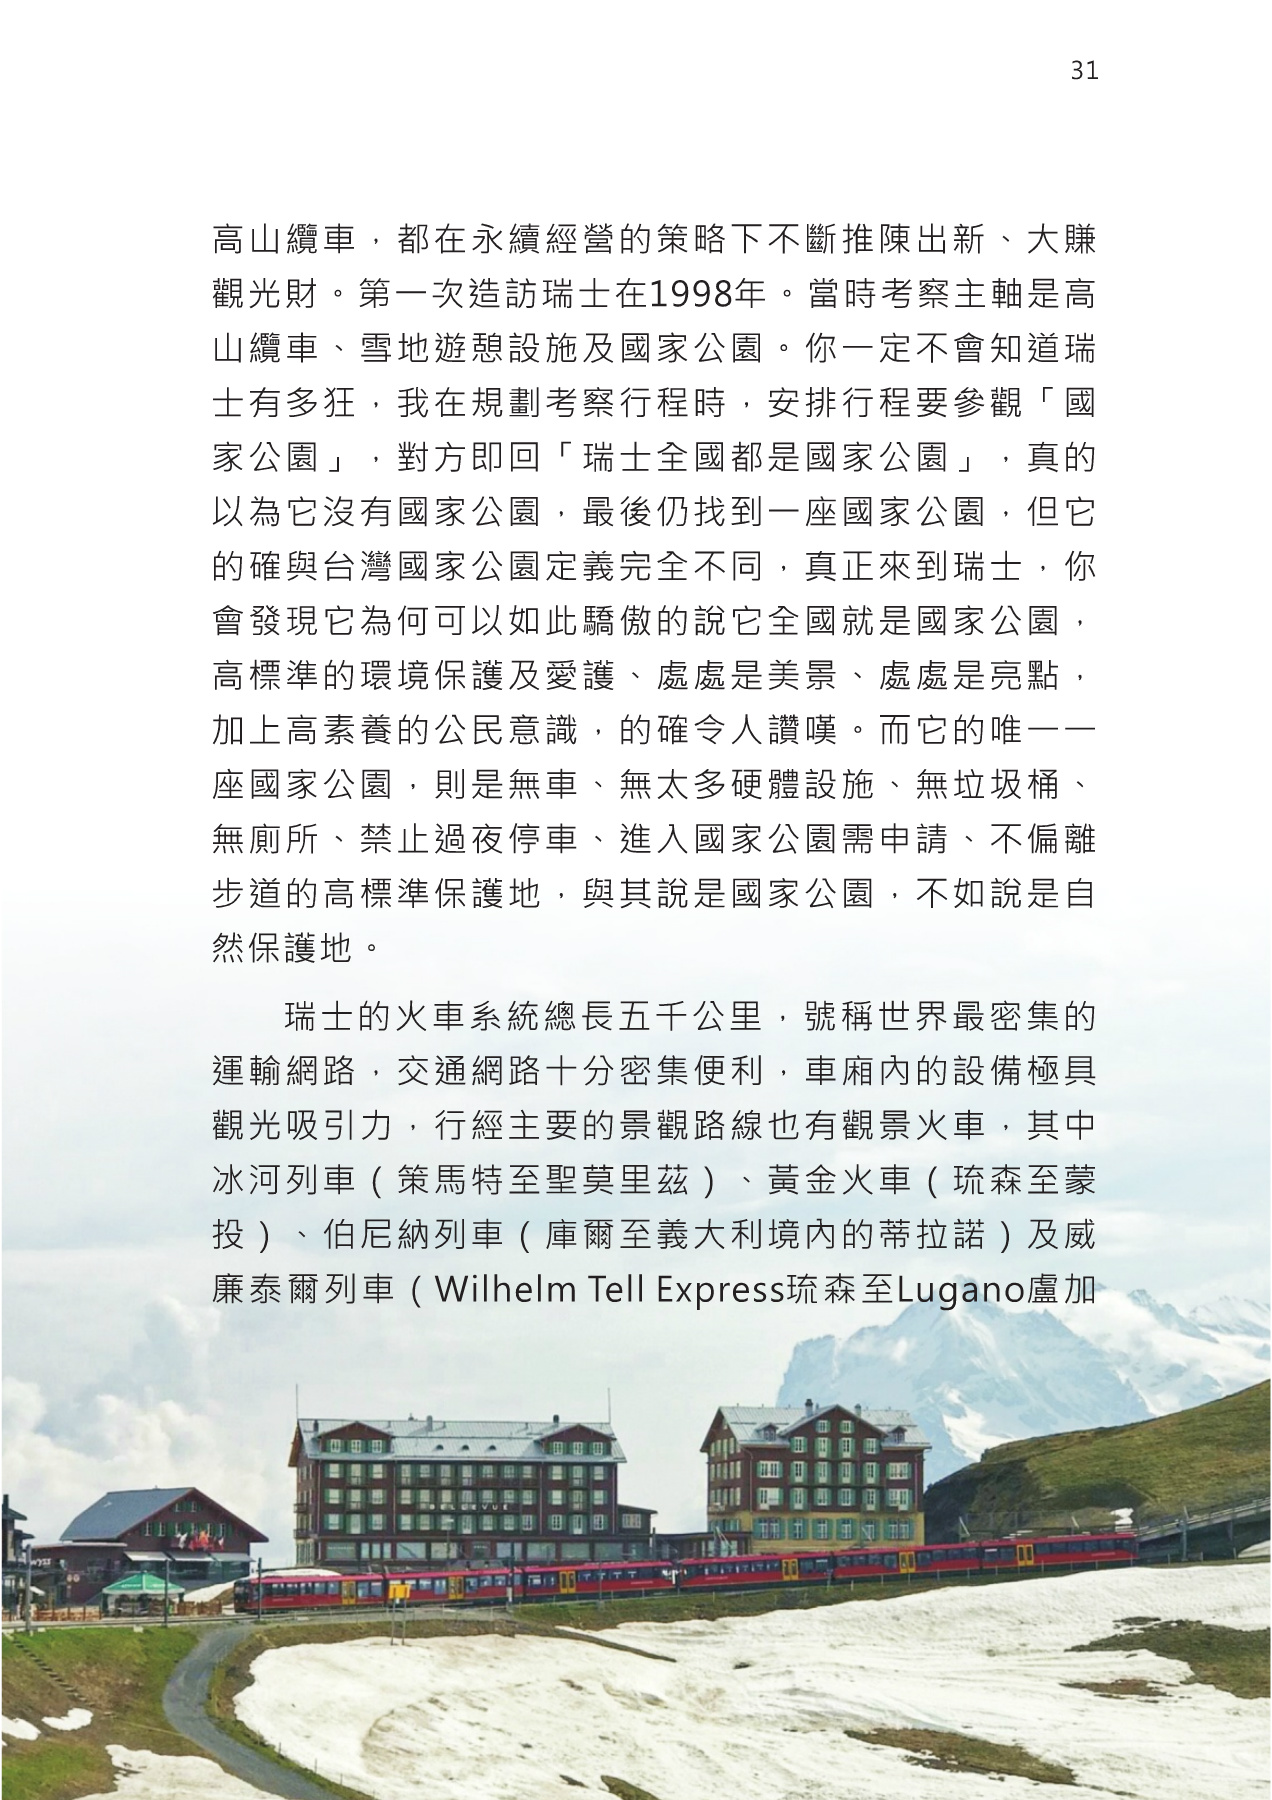 31
高山纜車，都在永續經營的策略下不斷推陳出新、大賺
觀光財。第一次造訪瑞士在1998年。當時考察主軸是高
山纜車、雪地遊憩設施及國家公園。你一定不會知道瑞
士有多狂，我在規劃考察行程時，安排行程要參觀「國
家公園」，對方即回「瑞士全國都是國家公園」，真的
以為它沒有國家公園，最後仍找到一座國家公園，但它
的確與台灣國家公園定義完全不同，真正來到瑞士，你
會發現它為何可以如此驕傲的說它全國就是國家公園，
高標準的環境保護及愛護、處處是美景、處處是亮點，
加上高素養的公民意識，的確令人讚嘆。而它的唯一一
座國家公園，則是無車、無太多硬體設施、無垃圾桶、
無廁所、禁止過夜停車、進入國家公園需申請、不偏離
步道的高標準保護地，與其說是國家公園，不如說是自
然保護地。
瑞士的火車系統總長五千公里，號稱世界最密集的
運輸網路，交通網路十分密集便利，車廂內的設備極具
觀光吸引力，行經主要的景觀路線也有觀景火車，其中
冰河列車（策馬特至聖莫里茲）、黃金火車（琉森至蒙
投）、伯尼納列車（庫爾至義大利境內的蒂拉諾）及威
廉泰爾列車（Wilhelm Tell Express琉森至Lugano盧加
BELLEVUE